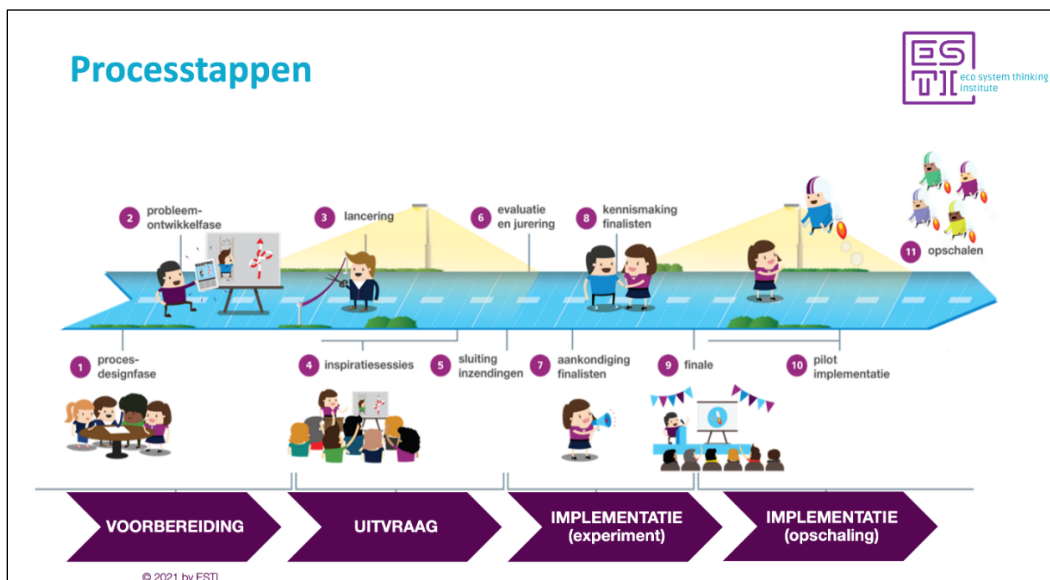 Processtappen
ES
TI
eco system thinking
institute
2 probleem-
ontwikkelfase
3 lancering
6 evaluatie
en jurering
8 kennismaking
finalisten
11 opschalen
1 proces-
designfase
4 inspiratiesessies
5 sluiting
inzendingen
7 aankondiging
finalisten
9 finale
10 pilot
implementatie
VOORBEREIDING
UITVRAAG
IMPLEMENTATIE
(experiment)
IMPLEMENTATIE
(opschaling)
© 2021 by ESTI